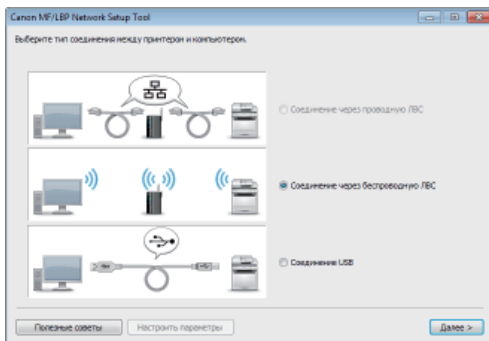 Canon MF/LBP Network Setup Tool
Выберите тип соединения между принтером и компьютером.
Соединение через проводную ЛВС
Соединение через беспроводную ЛВС
Соединение USB
Полезные советы
Настроить параметры
Далее >